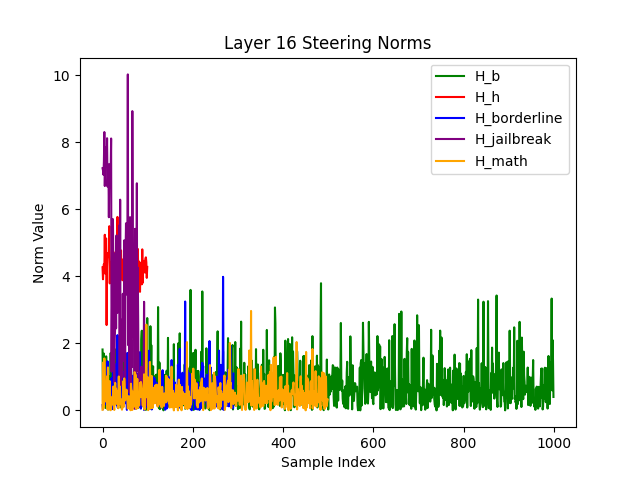 Layer 16 Steering Norms
10
8
6
4
2
0
Norm Value
H_b
H_h
H_borderline
H_jailbreak
H_math
0 200 400 600 800 1000
Sample Index